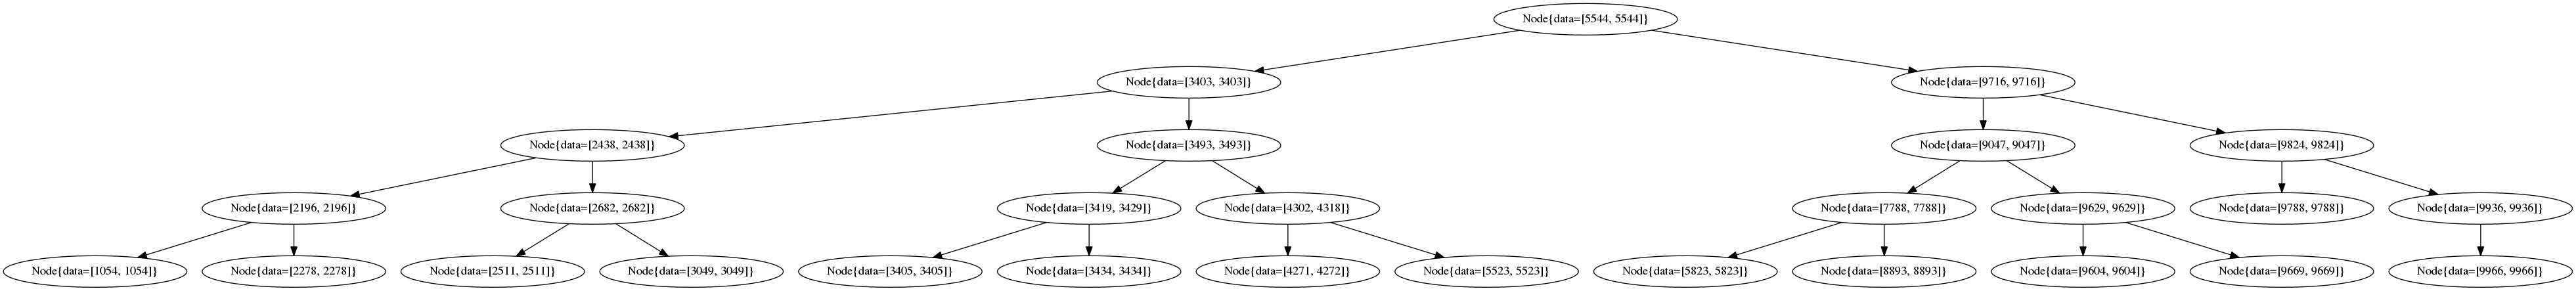 Node{data=[5544, 5544]}
Node{data=[3403, 3403]}
Node{data=[9716, 9716]}
Node{data=[2438, 2438]}
Node{data=[3493, 3493]}
Node{data=[9047, 9047]}
Node{data=[9824, 9824]}
Node{data=[2196, 2196]}
Node{data=[2682, 2682]}
Node{data=[3419, 3429]}
Node{data=[4302, 4318]}
Node{data=[7788, 7788]}
Node{data=[9629, 9629]}
Node{data=[9788, 9788]}
Node{data=[9936, 9936]}
Node{data=[1054, 1054]}
Node{data=[2278, 2278]}
Node{data=[2511, 2511]}
Node{data=[3049, 3049]}
Node{data=[3405, 3405]}
Node{data=[3434, 3434]}
Node{data=[4271, 4272]}
Node{data=[5523, 5523]}
Node{data=[5823, 5823]}
Node{data=[8893, 8893]}
Node{data=[9604, 9604]}
Node{data=[9669, 9669]}
Node{data=[9966, 9966]}